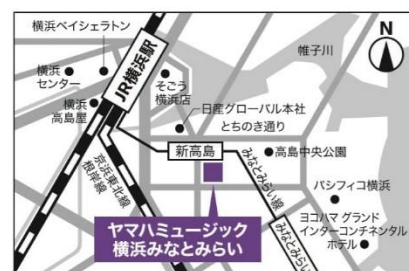 横浜ベイシェラトン
N
帷子川
JR横浜駅
横浜
センター
そごう
横浜店
横浜
高島屋
日産グローバル本社
とちのき通り
新高島
高島中央公園
京浜東北線
根岸線
みなとみらい線
パシフィコ横浜
ヤマハミュージック
横浜みなとみらい
ヨコハマ グランド
インターコンチネンタル
ホテル
みなとみらい